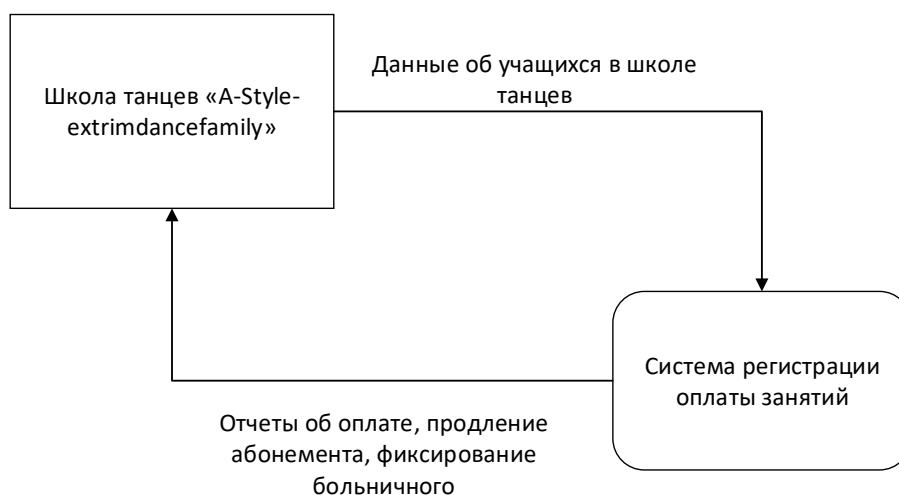 Данные об учащихся в школе
танцев
Школа танцев «A-Style-
extrimdancefamily»
Система регистрации
оплаты занятий
Отчеты об оплате, продление
абонемента, фиксирование
больничного